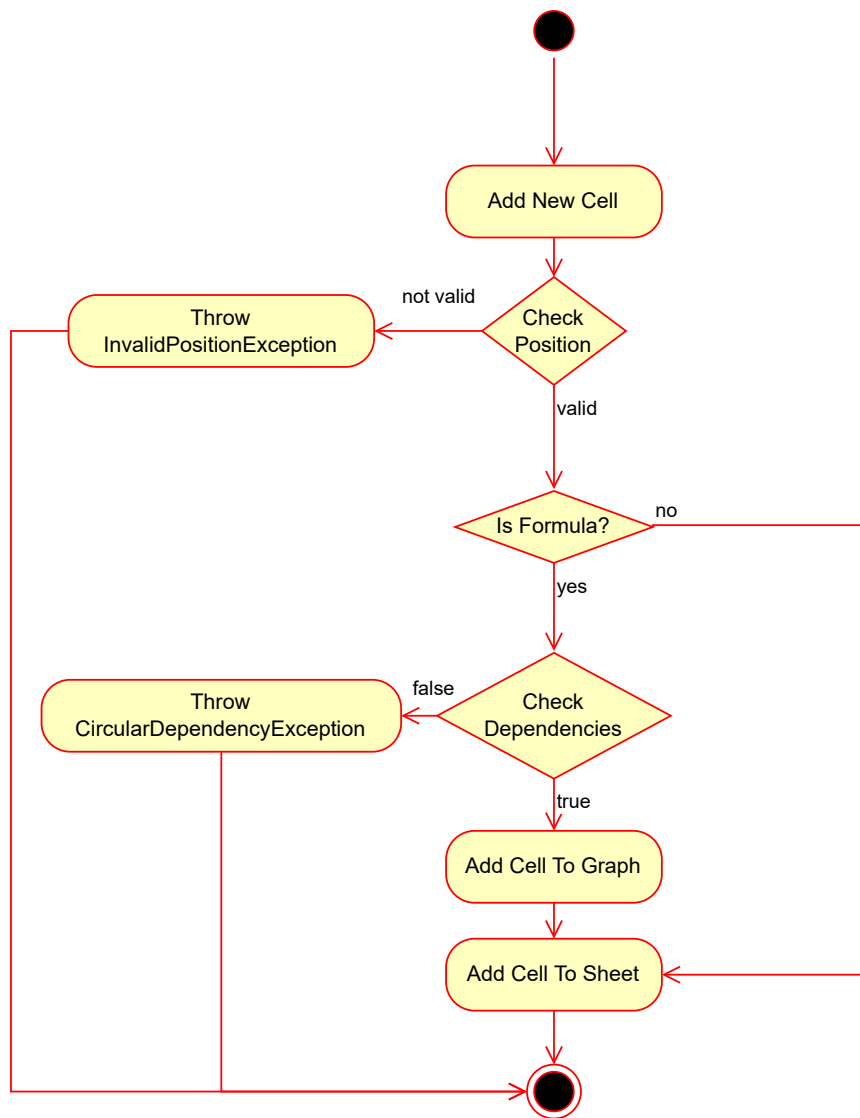 Add New Cell
not valid
Throw
InvalidPositionException
Check
Position
valid
Is Formula?
no
yes
false
Throw
CircularDependencyException
Check
Dependencies
true
Add Cell To Graph
Add Cell To Sheet